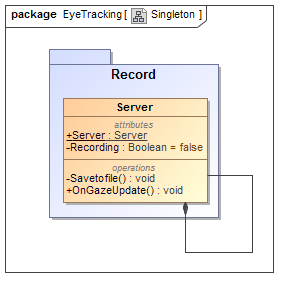 package EyeTracking[ Singleton ]
Record
Server
attributes
+Server : Server
-Recording : Boolean = false
operations
-Savetofile() : void
+OnGazeUpdate() : void